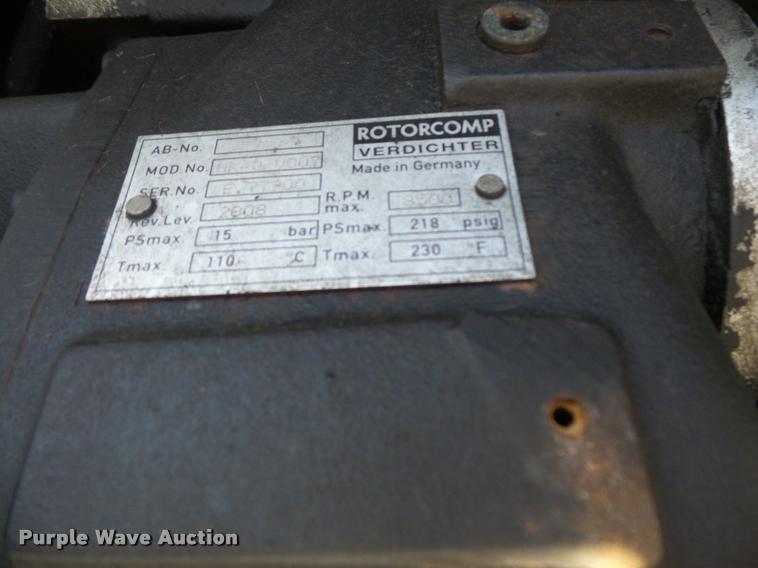 AB-No.
ROTORCOMP
VERDICHTER
Made in Germany
MOD.No.
SER.No.
R.P.M. max.
Rev.Lev. 2008
PSmax. 15 bar PSmax. 218 psig
Tmax. 110 C Tmax. 230 F
Purple Wave Auction